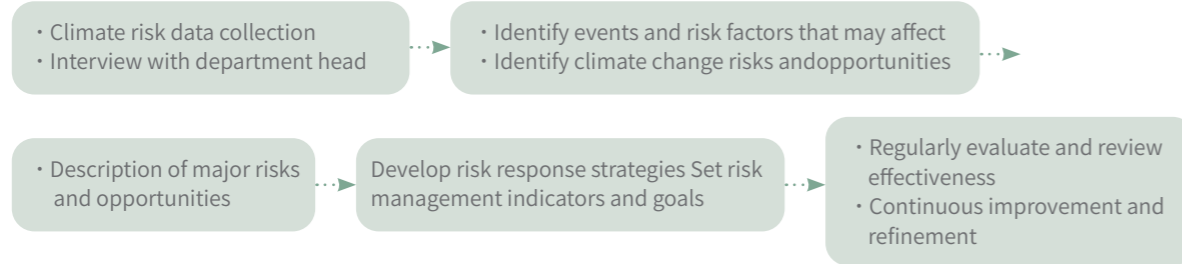 ・Climate risk data collection
・Interview with department head
・Identify events and risk factors that may affect
・Identify climate change risks andopportunities
・Description of major risks
and opportunities
Develop risk response strategies Set risk
management indicators and goals
・Regularly evaluate and review
effectiveness
・Continuous improvement and
refinement